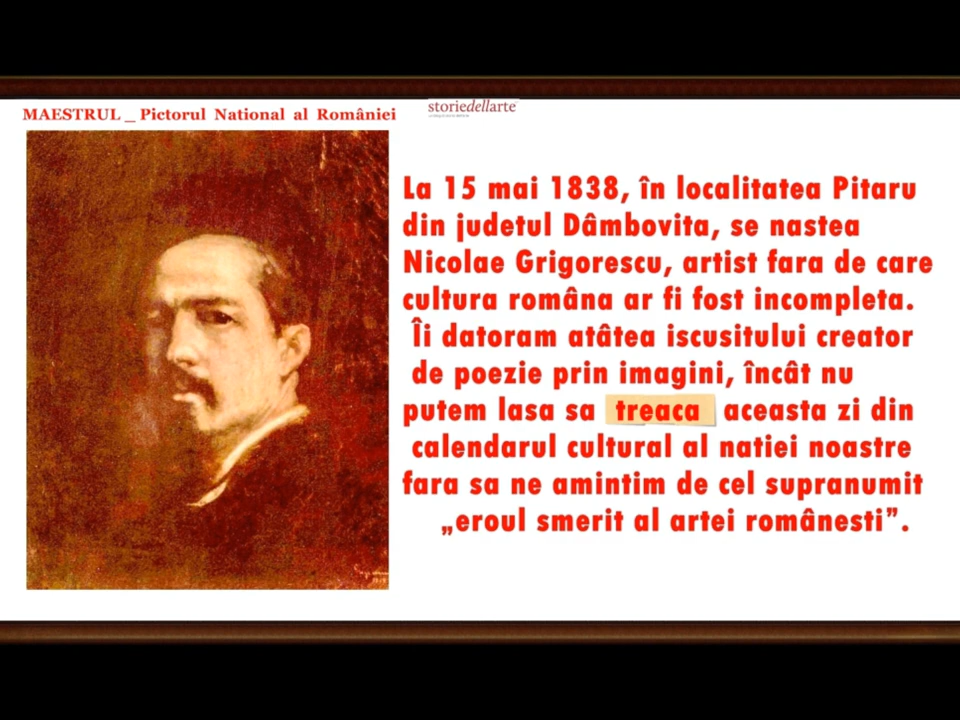 MAESTRUL _ Pictorul National al României
storiedellarte
La 15 mai 1838, în localitatea Pitaru
din judetul Dâmbovita, se nastea
Nicolae Grigorescu, artist fara de care
cultura româna ar fi fost incompleta.
Îi datoram atâtea iscusitului creator
de poezie prin imagini, încât nu
putem lasa sa treaca aceasta zi din
calendarul cultural al natiei noastre
fara sa ne amintim de cel supranumit
„eroul smerit al artei românesti”.